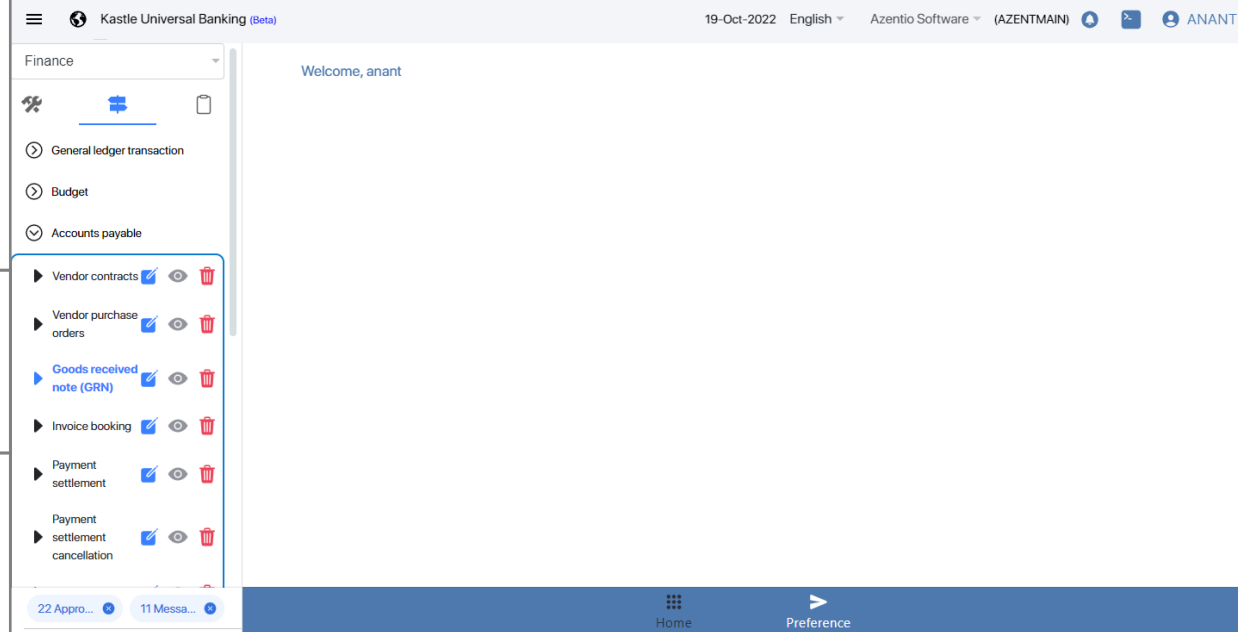 Kastle Universal Banking (Beta)
19-Oct-2022 English Azentio Software (AZENTMAIN) ANANT
Finance
Welcome, anant
General ledger transaction
Budget
Accounts payable
Vendor contracts
Vendor purchase
orders
Goods received
note (GRN)
Invoice booking
Payment
settlement
Payment
settlement
cancellation
22 Appro... 11 Messa...
Home Preference